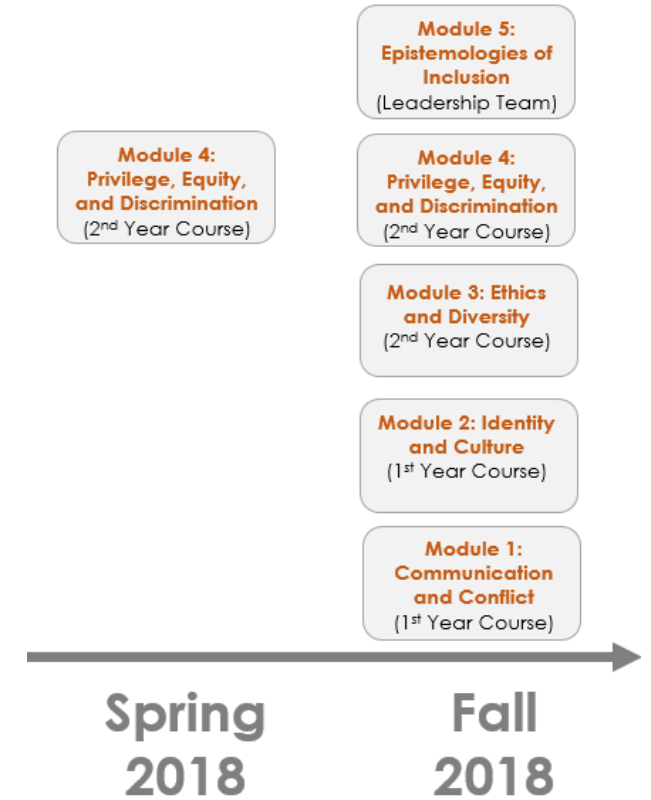 Module 5:
Epistemologies of
Inclusion
(Leadership Team)
Module 4:
Privilege, Equity,
and Discrimination
(2nd Year Course)
Module 4:
Privilege, Equity,
and Discrimination
(2nd Year Course)
Module 3: Ethics
and Diversity
(2nd Year Course)
Module 2: Identity
and Culture
(1st Year Course)
Module 1:
Communication
and Conflict
(1st Year Course)
Spring
2018
Fall
2018